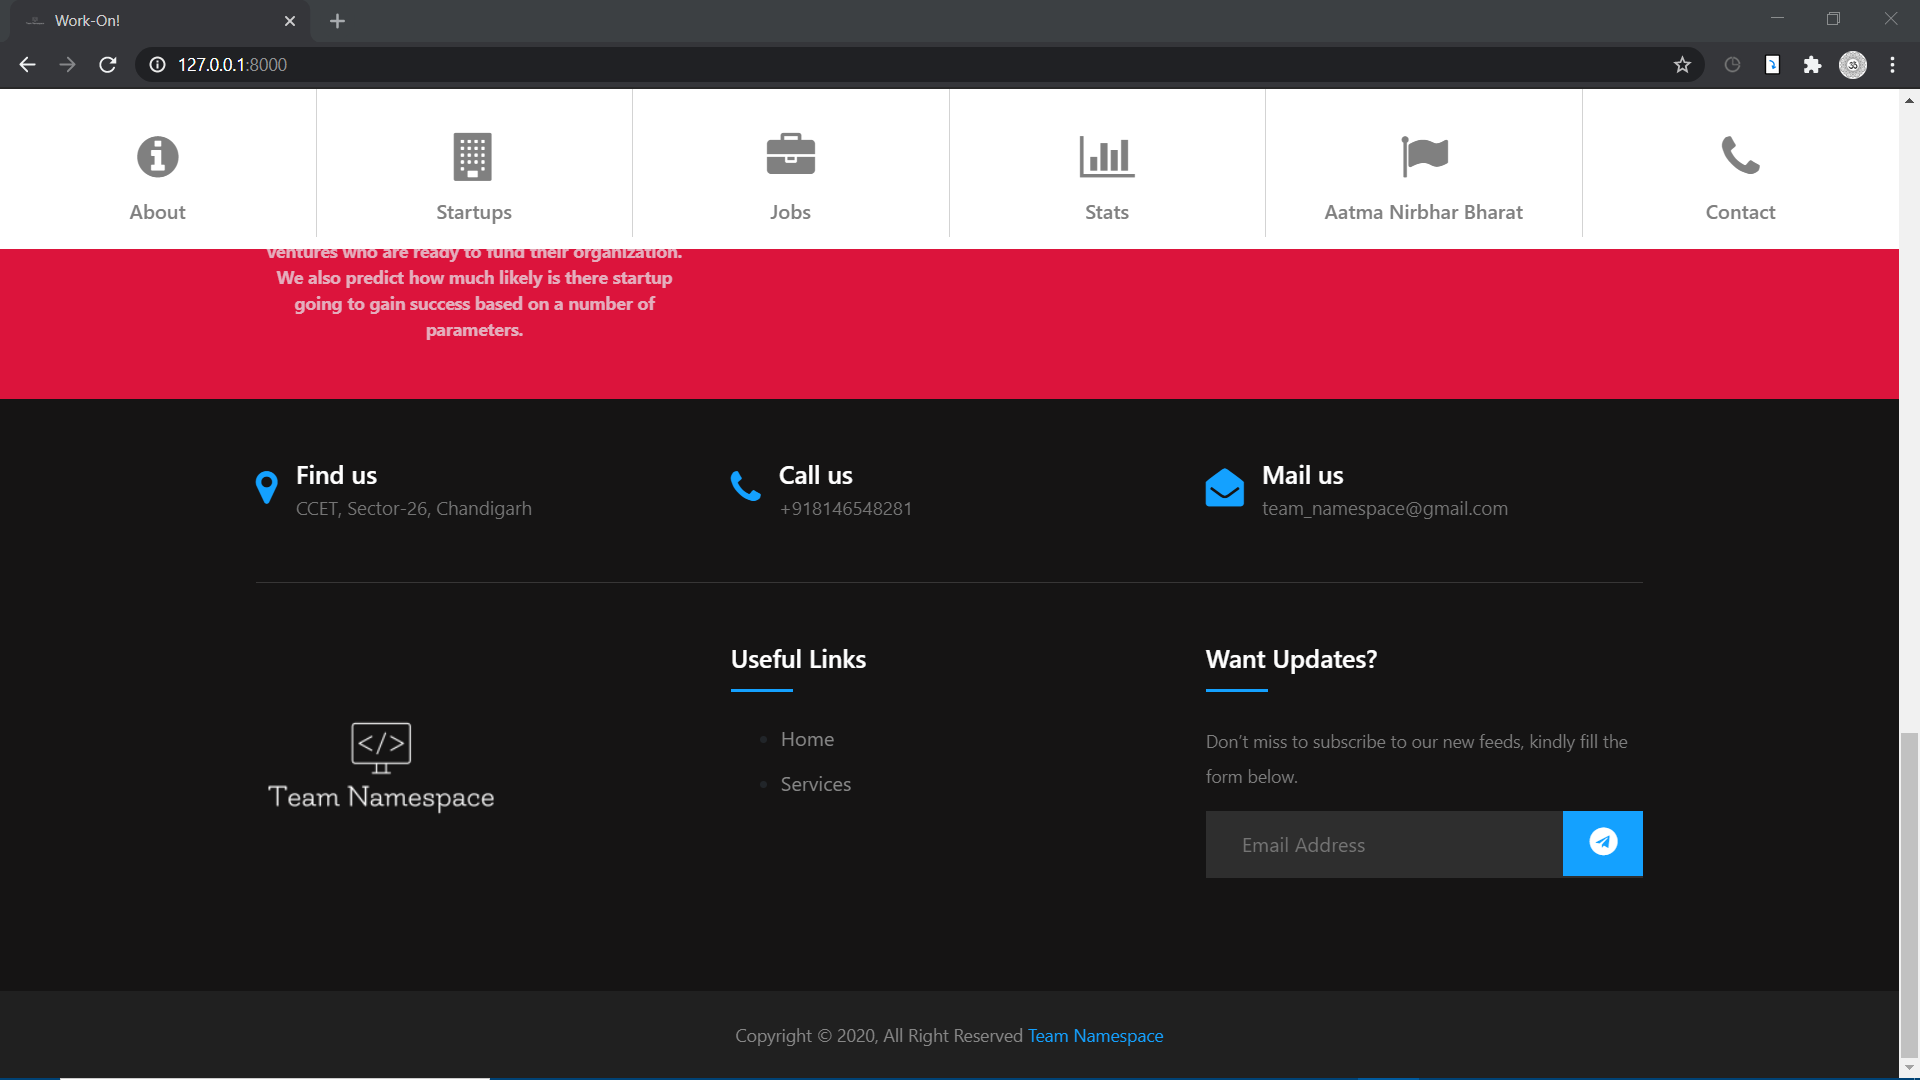 Work-On!
127.0.0.1:8000
About
Startups
Jobs
Stats
Aatma Nirbhar Bharat
Contact
ventures who are ready to fund their organization.
We also predict how much likely is there startup
going to gain success based on a number of
parameters.
Find us
CCET, Sector-26, Chandigarh
Call us
+918146548281
Mail us
team_namespace@gmail.com
</> 
Team Namespace
Useful Links
Home
Services
Want Updates?
Don’t miss to subscribe to our new feeds, kindly fill the
form below.
Email Address
Copyright © 2020, All Right Reserved Team Namespace